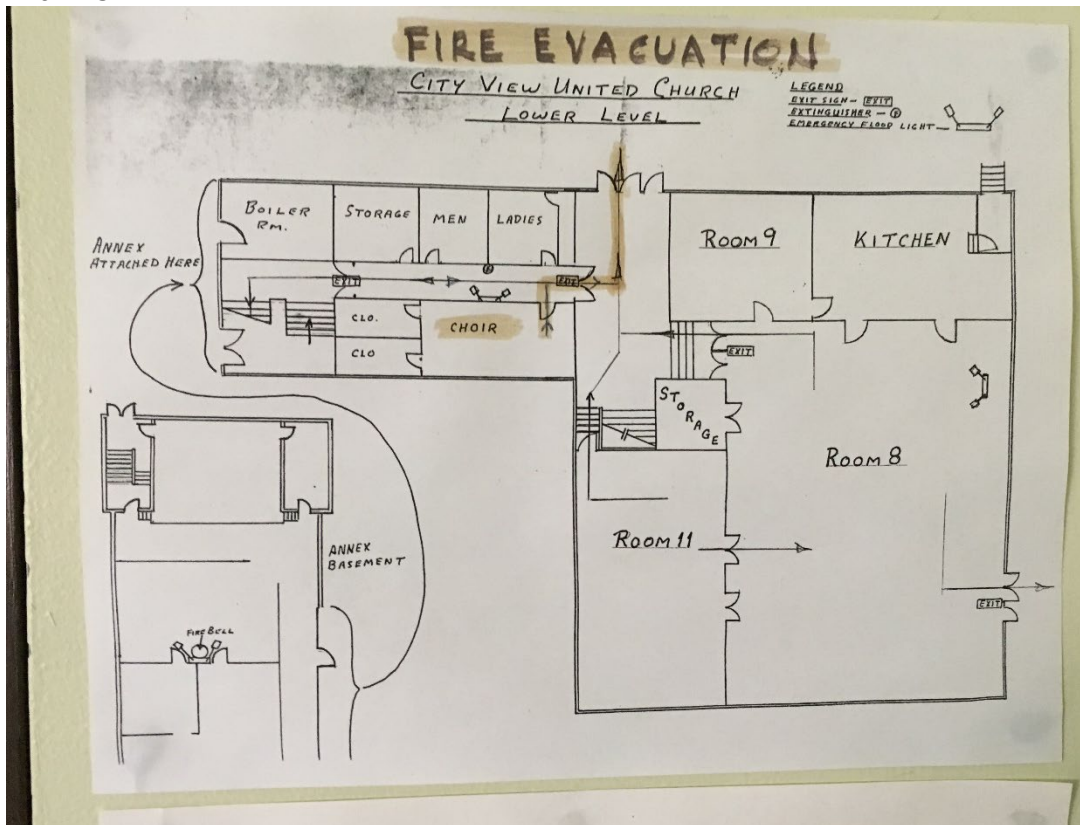 FIRE EVACUATION
CITY VIEW UNITED CHURCH
LOWER LEVEL
LEGEND
EXIT SIGN - EXIT
EXTINGUISHER -
EMERGENCY FLOOD LIGHT
BOILER
RM.
STORAGE
MEN
LADIES
ROOM 9
KITCHEN
ANNEX
ATTACHED HERE
EXIT
EXIT
CLO.
CHOIR
CLO
EXIT
STORAGE
ROOM 8
ROOM 11
ANNEX
BASEMENT
EXIT
FIRE BELL